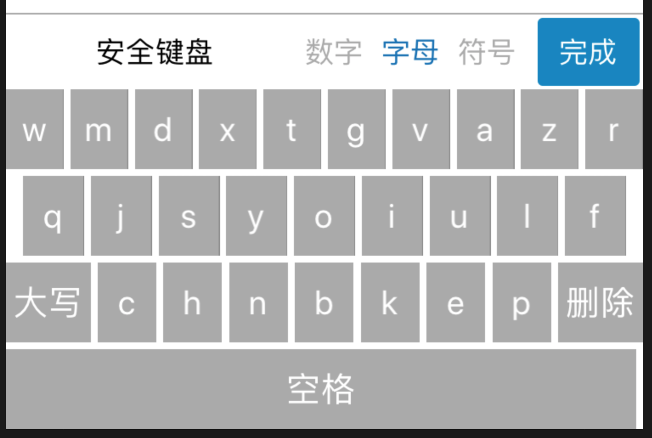 安全键盘 数字 字母 符号 完成
w m d x t g v a z r
q j s y o i u l f
大写 c h n b k e p 删除
空格